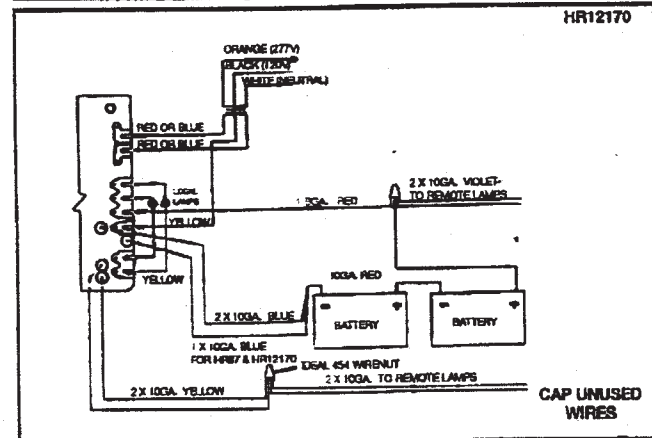 HR12170
ORANGE (277V)
BLACK (120V)
WHITE (NEUTRAL)
RED OR BLUE
RED OR BLUE
LOCAL
LAMPS
2 X 10GA. VIOLET-
TO REMOTE LAMPS
RED
YELLOW
YELLOW
10GA. RED
2 X 10GA. BLUE
BATTERY
BATTERY
1 X 10GA. BLUE
FOR HR87 & HR12170
IDEAL 454 WIRENUT
2 X 10GA. TO REMOTE LAMPS
2 X 10GA. YELLOW
CAP UNUSED
WIRES